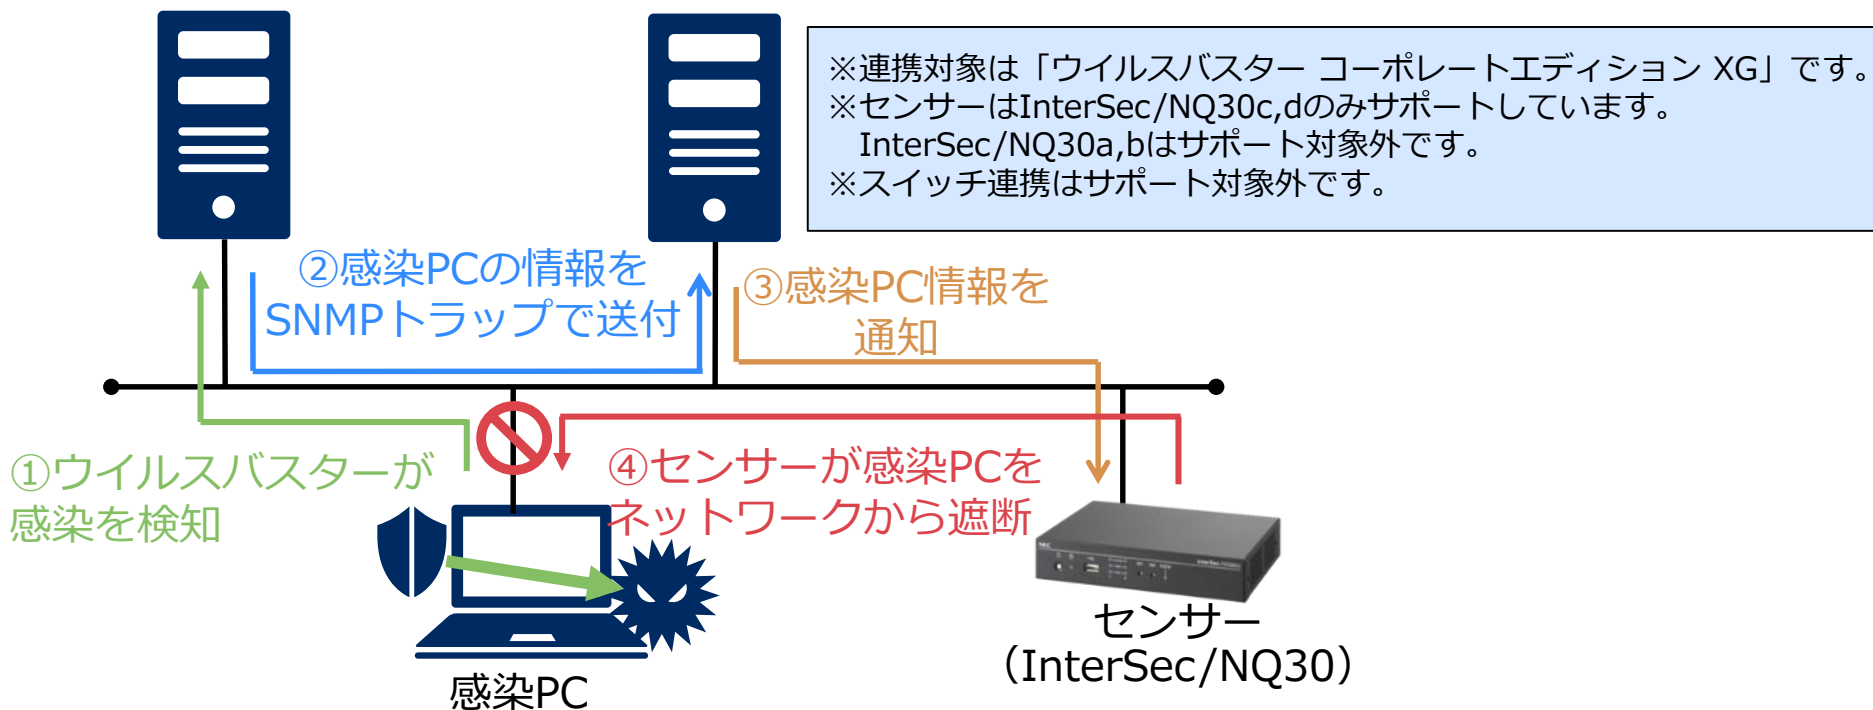 ※連携対象は「ウイルスバスター コーポレートエディション XG」です。
※センサーはInterSec/NQ30c,dのみサポートしています。
InterSec/NQ30a,bはサポート対象外です。
※スイッチ連携はサポート対象外です。
②感染PCの情報を
SNMPトラップで送付
③感染PC情報を
通知
①ウイルスバスターが
感染を検知
④センサーが感染PCを
ネットワークから遮断
センサー
（InterSec/NQ30）
感染PC